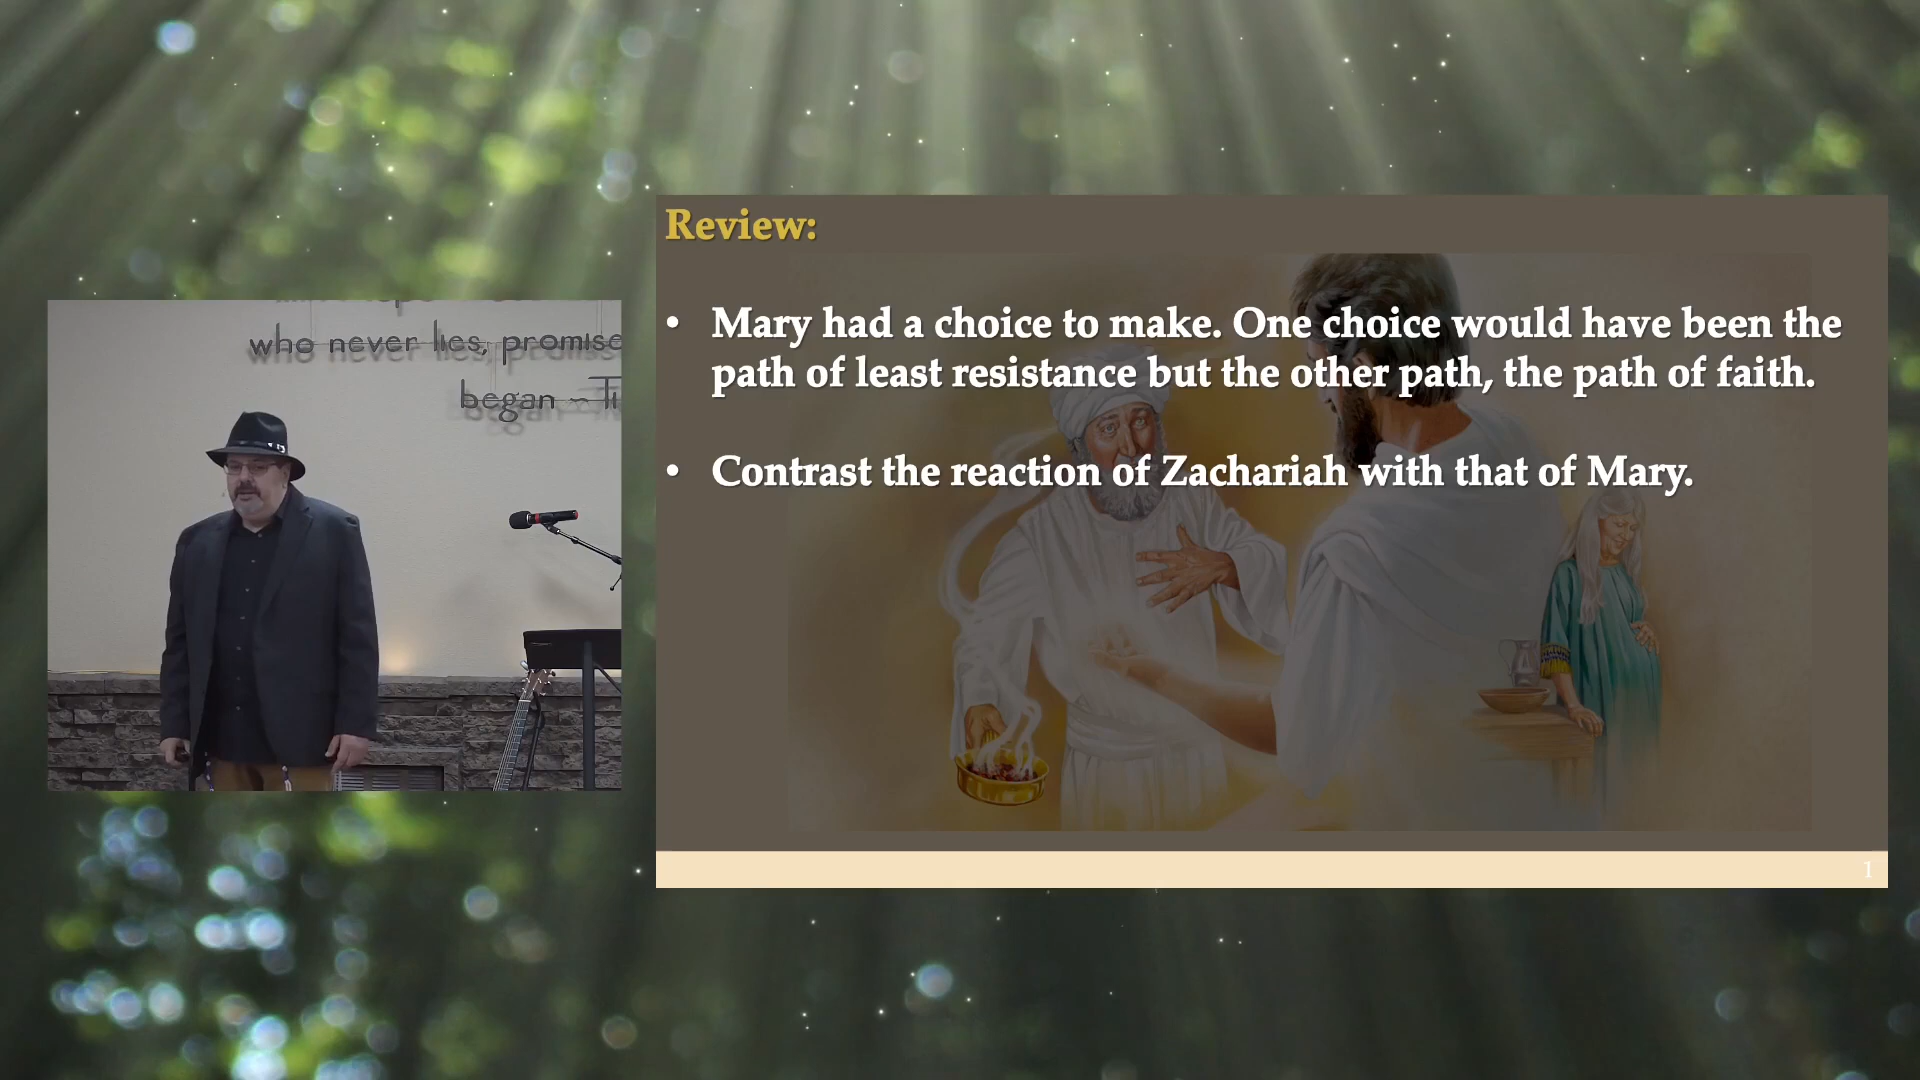 who never lies, promise
began ~ Ti
Review:
• Mary had a choice to make. One choice would have been the
path of least resistance but the other path, the path of faith.
• Contrast the reaction of Zachariah with that of Mary.
1